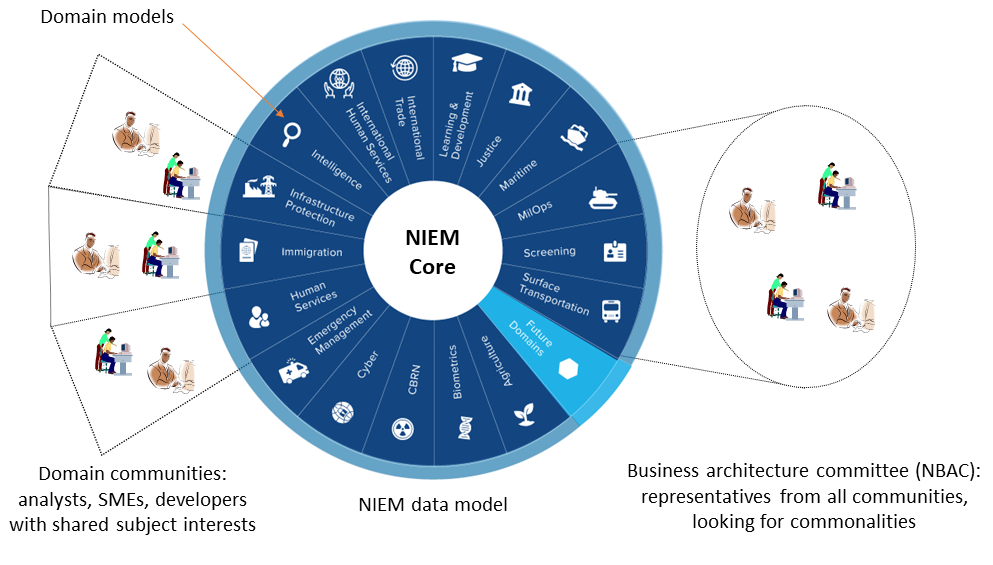 Domain models
International
Human Services
International
Trade
Learning &
Development
Justice
Maritime
MilOps
Screening
Surface
Transportation
Future
Domains
Agriculture
Biometrics
CBRN
Cyber
Emergency
Management
Human
Services
Immigration
Infrastructure
Protection
Intelligence
NIEM
Core
Domain communities:
analysts, SMEs, developers
with shared subject interests
NIEM data model
Business architecture committee (NBAC):
representatives from all communities,
looking for commonalities